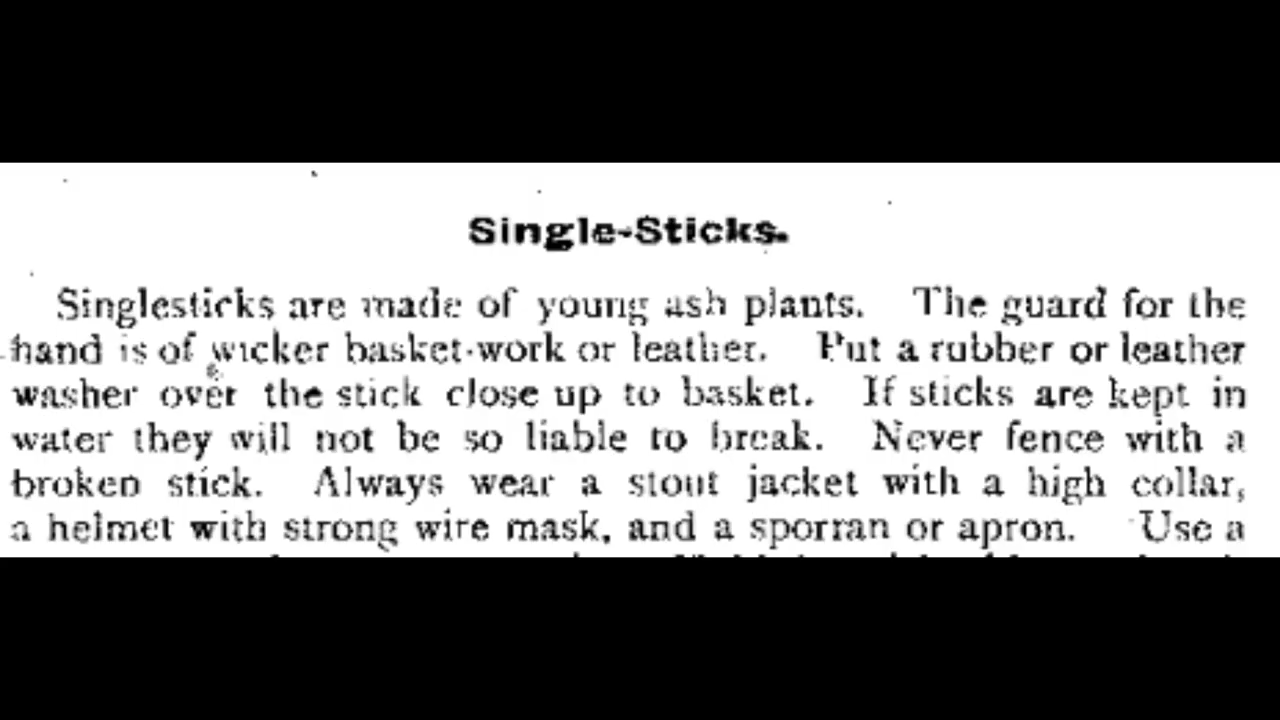 Single-Sticks.
Singlesticks are made of young ash plants. The guard for the
hand is of wicker basket-work or leather. Put a rubber or leather
washer over the stick close up to basket. If sticks are kept in
water they will not be so liable to break. Never fence with a
broken stick. Always wear a stout jacket with a high collar,
a helmet with strong wire mask, and a sporran or apron. Use a